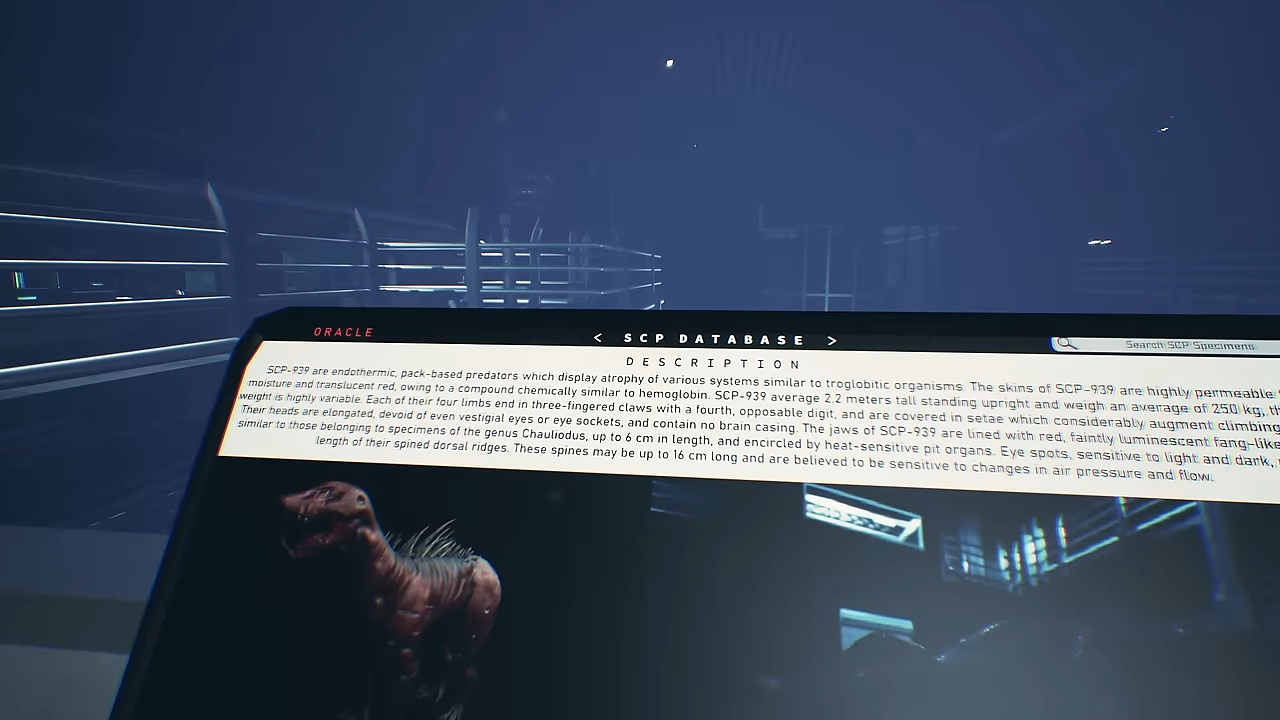 ORACLE
< SCP DATABASE >
Search SCP Specimens
DESCRIPTION
SCP-939 are endothermic, pack-based predators which display atrophy of various systems similar to troglobitic organisms. The skins of SCP-939 are highly permeable
moisture and translucent red, owing to a compound chemically similar to hemoglobin. SCP-939 average 2.2 meters tall standing upright and weigh an average of 250 kg,
weight is highly variable. Each of their four limbs end in three-fingered claws with a fourth, opposable digit, and are covered in setae which considerably augment climbing
Their heads are elongated, devoid of even vestigial eyes or eye sockets, and contain no brain casing. The jaws of SCP-939 are lined with red, faintly luminescent fang-like
similar to those belonging to specimens of the genus Chauliodus, up to 6 cm in length, and encircled by heat-sensitive pit organs. Eye spots, sensitive to light and dark,
length of their spined dorsal ridges. These spines may be up to 16 cm long and are believed to be sensitive to changes in air pressure and flow.